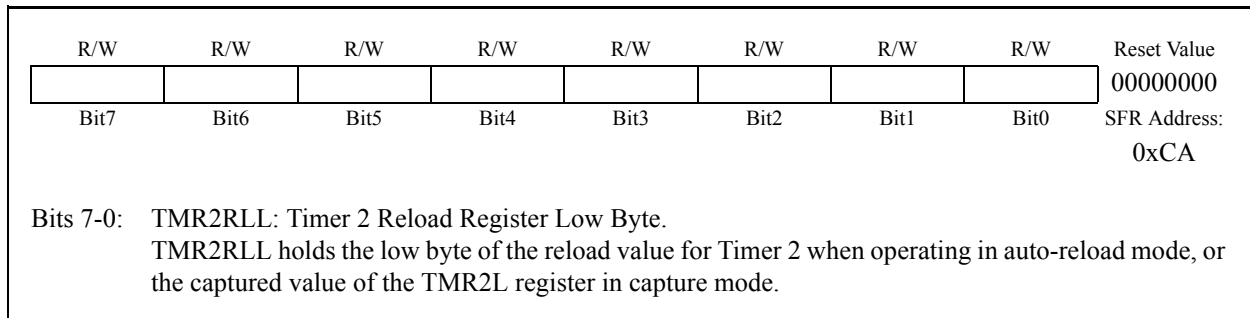 R/W R/W R/W R/W R/W R/W R/W R/W Reset Value
00000000
Bit7 Bit6 Bit5 Bit4 Bit3 Bit2 Bit1 Bit0 SFR Address:
0xCA
Bits 7-0: TMR2RLL: Timer 2 Reload Register Low Byte.
TMR2RLL holds the low byte of the reload value for Timer 2 when operating in auto-reload mode, or
the captured value of the TMR2L register in capture mode.